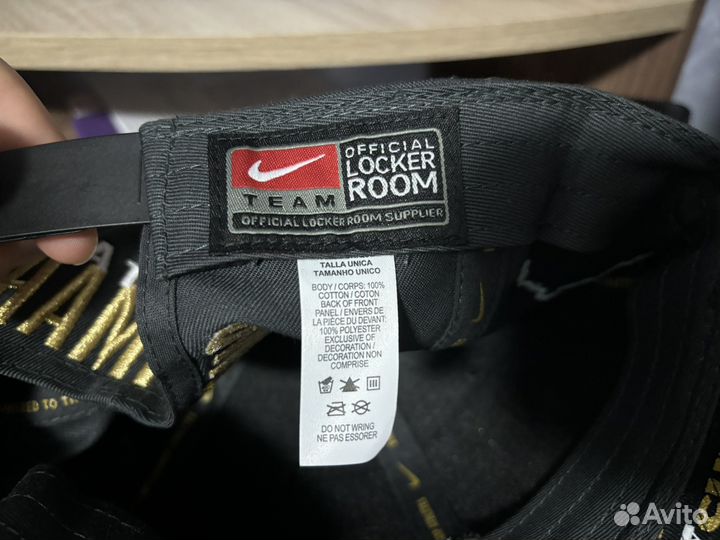 OFFICIAL
LOCKER
ROOM
TEAM
OFFICIAL LOCKER ROOM SUPPLIER
TALLA UNICA
TAMANHO UNICO
BODY / CORPS: 100%
COTTON / COTON
BACK OF FRONT
PANEL / ENVERS DE
LA PIÈCE DU DEVANT:
100% POLYESTER
EXCLUSIVE OF
DECORATION /
DECORATION NON
COMPRISE
DO NOT WRING
NE PAS ESSORER
Avito